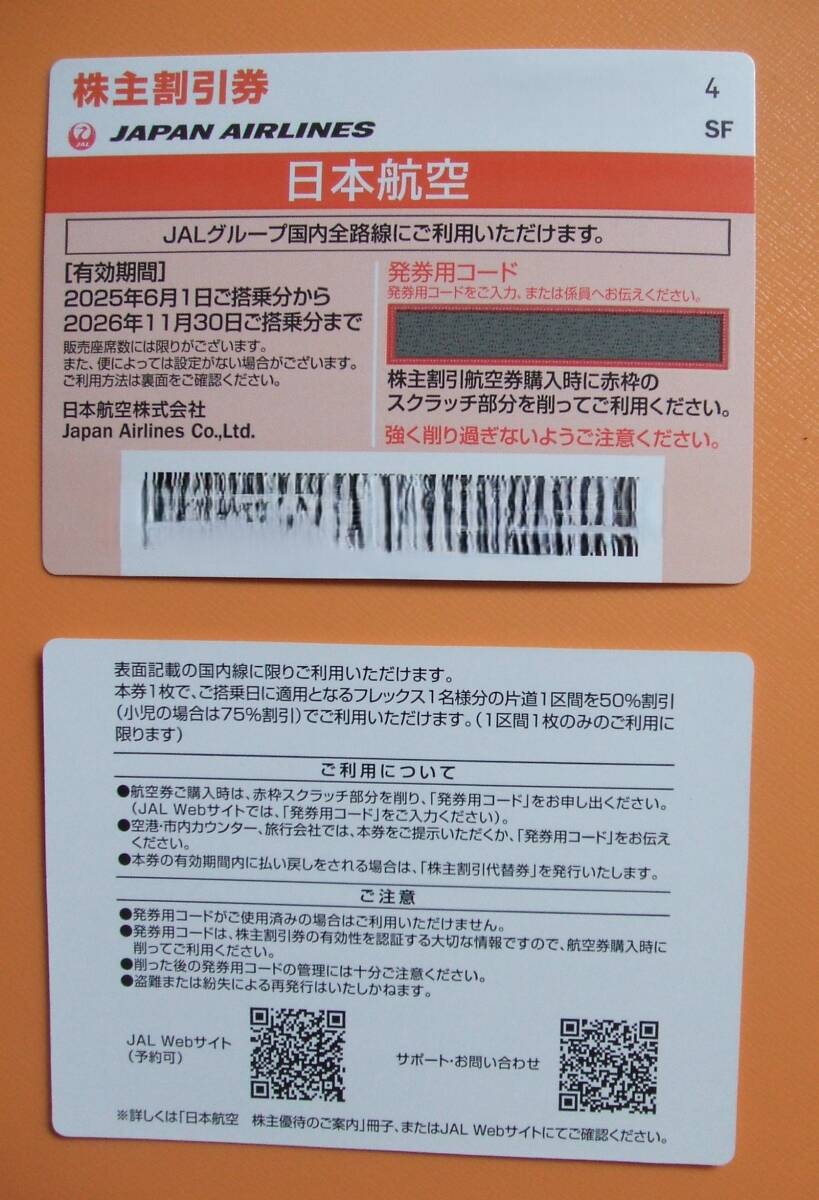 株主割引券
4
JAL
JAPAN AIRLINES
SF
日本航空
JALグループ国内全路線にご利用いただけます。
[有効期間]
2025年6月1日ご搭乗分から
2026年11月30日ご搭乗分まで
販売座席数には限りがございます。
また、便によっては設定がない場合がございます。
ご利用方法は裏面をご確認ください。
日本航空株式会社
Japan Airlines Co.,Ltd.
発券用コード
発券用コードをご入力、または係員へお伝えください。
株主割引航空券購入時に赤枠の
スクラッチ部分を削ってご利用ください。
強く削り過ぎないようご注意ください。
表面記載の国内線に限りご利用いただけます。
本券1枚で、ご搭乗日に適用となるフレックス1名様分の片道1区間を50%割引
(小児の場合は75%割引)でご利用いただけます。(1区間1枚のみのご利用に
限ります)
ご利用について
●航空券ご購入時は、赤枠スクラッチ部分を削り、「発券用コード」をお申し出ください。
(JAL Webサイトでは、「発券用コード」をご入力ください)。
●空港・市内カウンター、旅行会社では、本券をご提示いただくか、「発券用コード」をお伝え
ください。
●本券の有効期間内に払い戻しをされる場合は、「株主割引代替券」を発行いたします。
ご注意
●発券用コードがご使用済みの場合はご利用いただけません。
●発券用コードは、株主割引券の有効性を認証する大切な情報ですので、航空券購入時に
削ってご利用ください。
●削った後の発券用コードの管理には十分ご注意ください。
●盗難または紛失による再発行はいたしかねます。
JAL Webサイト
(予約可)
サポート・お問い合わせ
※詳しくは「日本航空 株主優待のご案内」冊子、またはJAL Webサイトにてご確認ください。